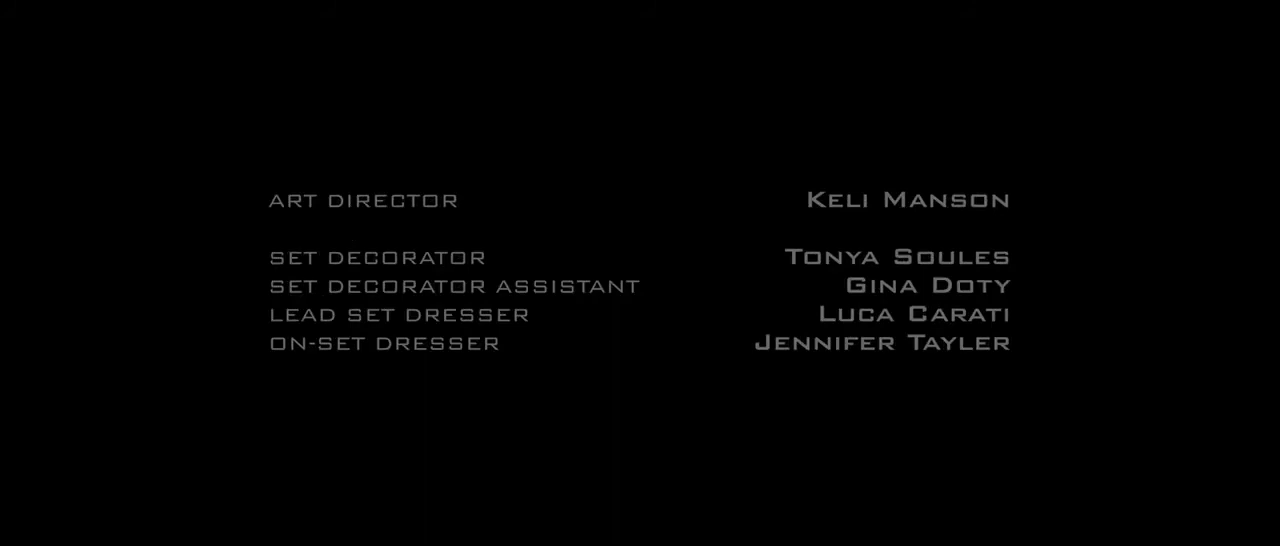 ART DIRECTOR KELI MANSON
SET DECORATOR TONYA SOULES
SET DECORATOR ASSISTANT GINA DOTY
LEAD SET DRESSER LUCA CARATI
ON-SET DRESSER JENNIFER TAYLER